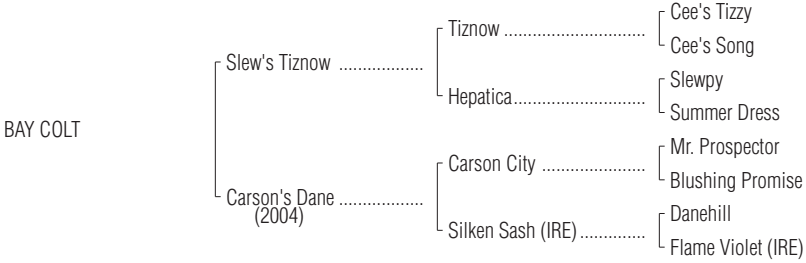 Cee's Tizzy
Tiznow ..............................
Cee's Song
Slew's Tiznow ..................
Slewpy
Hepatica............................
Summer Dress
BAY COLT
Mr. Prospector
Carson City ......................
Blushing Promise
Carson's Dane ..................
(2004)
Danehill
Silken Sash (IRE)..............
Flame Violet (IRE)